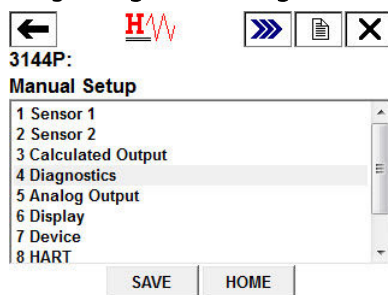 H
3144P:
Manual Setup
1 Sensor 1
2 Sensor 2
3 Calculated Output
4 Diagnostics
5 Analog Output
6 Display
7 Device
8 HART
SAVE HOME